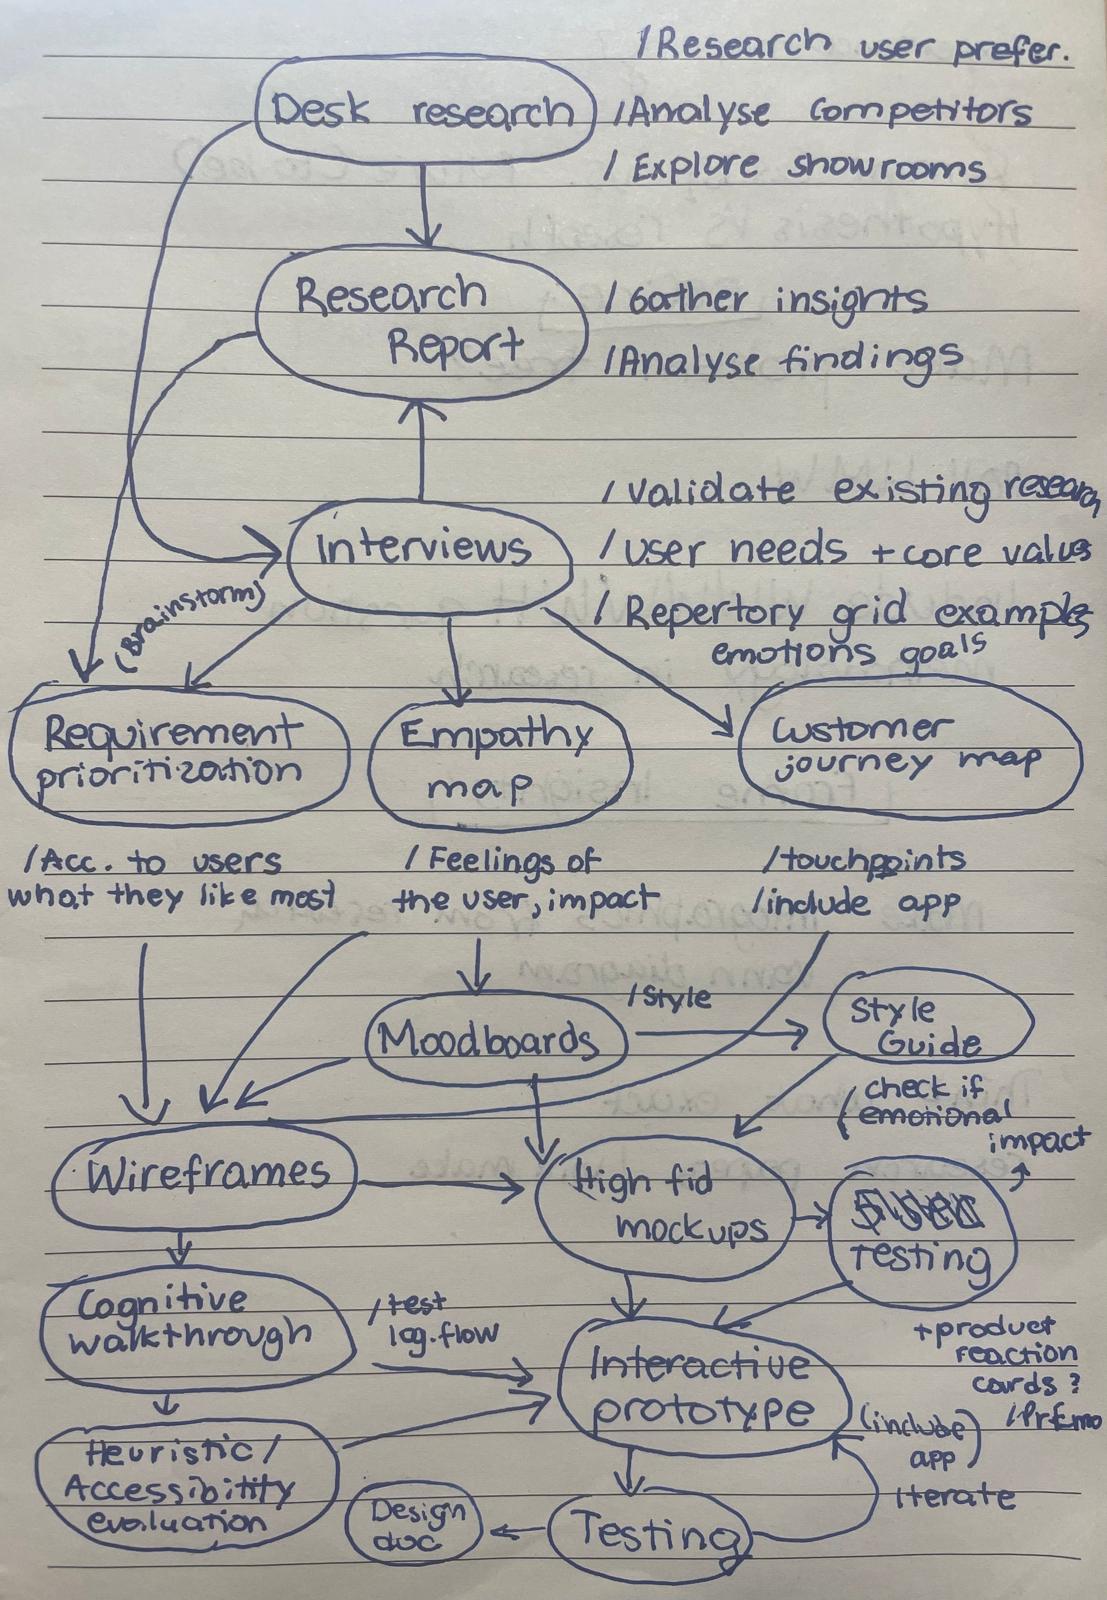 /Research user prefer.
Desk research
/Analyse Competitors
/ Explore showrooms
Research
Report
/ Gather insights
/Analyse findings
/ Validate existing research
Interviews
/ User needs + core values
(Brainstorms)
/ Repertory grid examples
emotions goals
Requirement
prioritization
Empathy
map
Customer
journey map
/Acc. to users
what they like most
/ Feelings of
the user, impact
/touchpoints
/include app
Moodboards
/Style
Style
Guide
(check if
emotional
impact
Wireframes
High fid
mockups
Testing
Cognitive
walkthrough
/test
log.flow
+product
reaction
cards ?
/PrEmo
Interactive
prototype
(include
app)
iterate
Heuristic /
Accessibility
evaluation
Design
doc
Testing